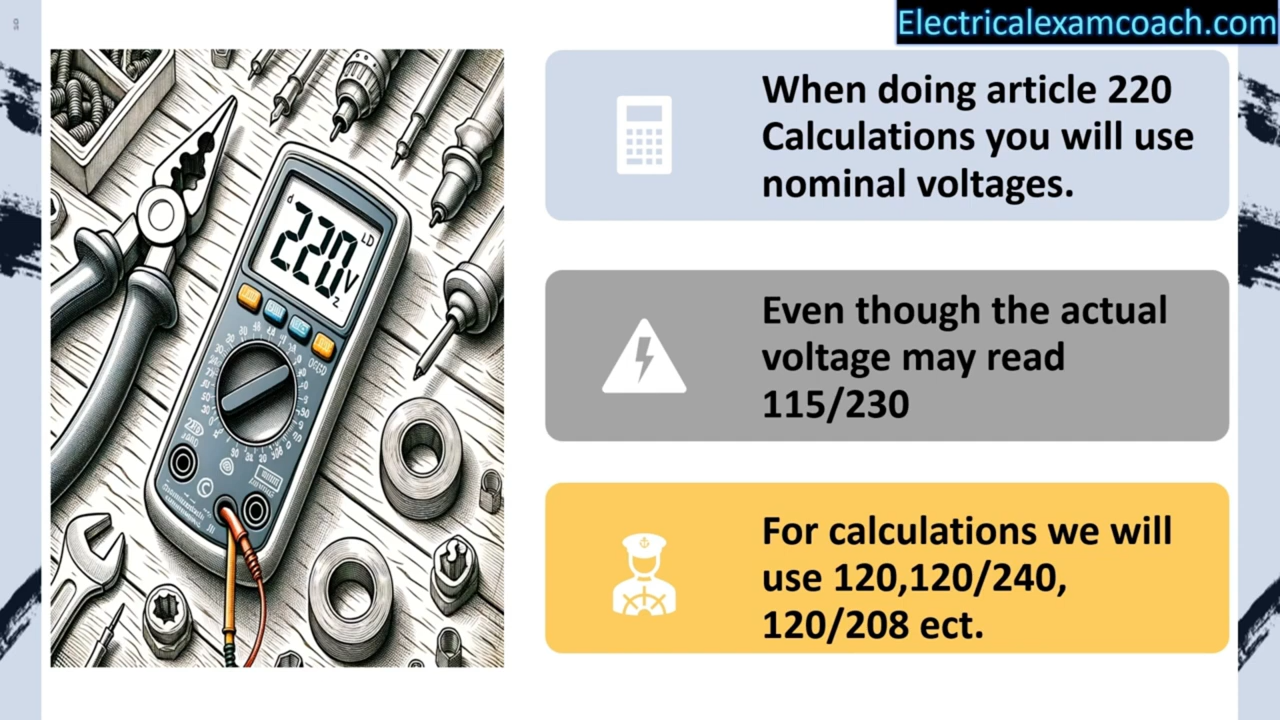 Electricalexamcoach.com
When doing article 220
Calculations you will use
nominal voltages.
Even though the actual
voltage may read
115/230
For calculations we will
use 120,120/240,
120/208 ect.
220
V